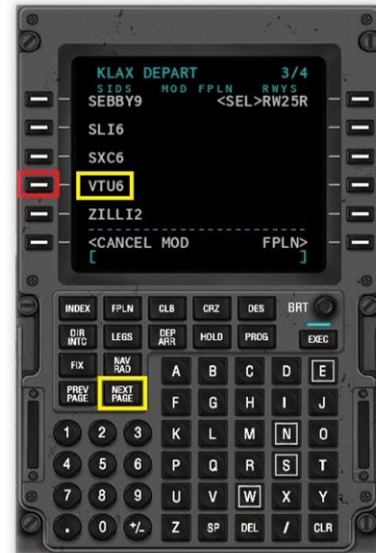 KLAX DEPART 3/4
SIDS MOD FPLN RWYS
SEBBY9 <SEL>RW25R
SLI6
SXC6
VTU6
ZILLI2
<CANCEL MOD FPLN>
[ ]
INDEX FPLN CLB CRZ DES BRT
DIR INTC LEGS DEP ARR HOLD PROG EXEC
FIX NAV RAD A B C D E
PREV PAGE NEXT PAGE F G H I J
1 2 3 K L M N O
4 5 6 P Q R S T
7 8 9 U V W X Y
. 0 +/- Z SP DEL / CLR